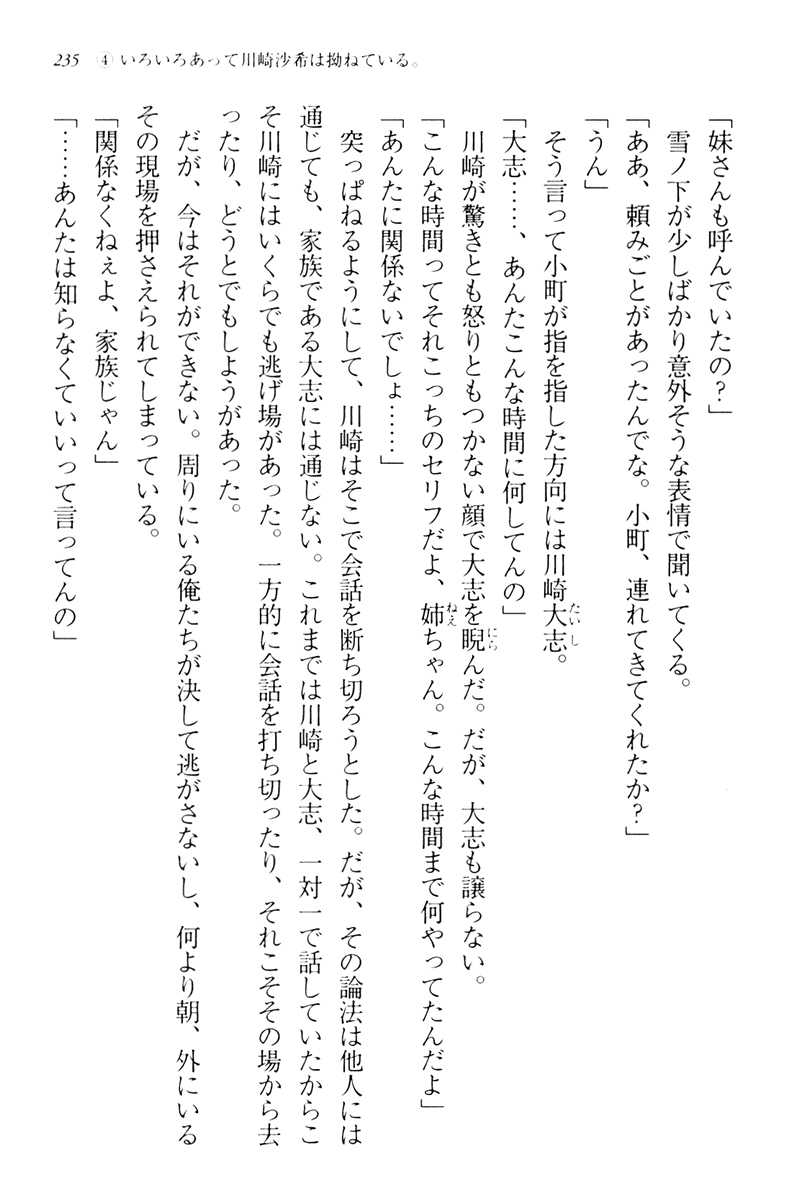 235 ④ いろいろあって川崎沙希は拗ねている。
「妹さんも呼んでいたの？」
雪ノ下が少しばかり意外そうな表情で聞いてくる。
「ああ、頼みごとがあったんでな。小町、連れてきてくれたか？」
「うん」
そう言って小町が指を指した方向には川崎大志。
「大志……、あんたこんな時間に何してんの」
川崎が驚きとも怒りともつかない顔で大志を睨んだ。だが、大志も譲らない。
「こんな時間ってそれこっちのセリフだよ、姉ちゃん。こんな時間まで何やってたんだよ」
「あんたに関係ないでしょ……」
突っぱねるようにして、川崎はそこで会話を断ち切ろうとした。だが、その論法は他人には
通じても、家族である大志には通じない。これまでは川崎と大志、一対一で話していたからこ
そ川崎にはいくらでも逃げ場があった。一方的に会話を打ち切ったり、それこそその場から去
ったり、どうとでもしようがあった。
だが、今はそれができない。周りにいる俺たちが決して逃がさないし、何より朝、外にいる
その現場を押さえられてしまっている。
「関係なくねぇよ、家族じゃん」
「……あんたは知らなくていいって言ってんの」